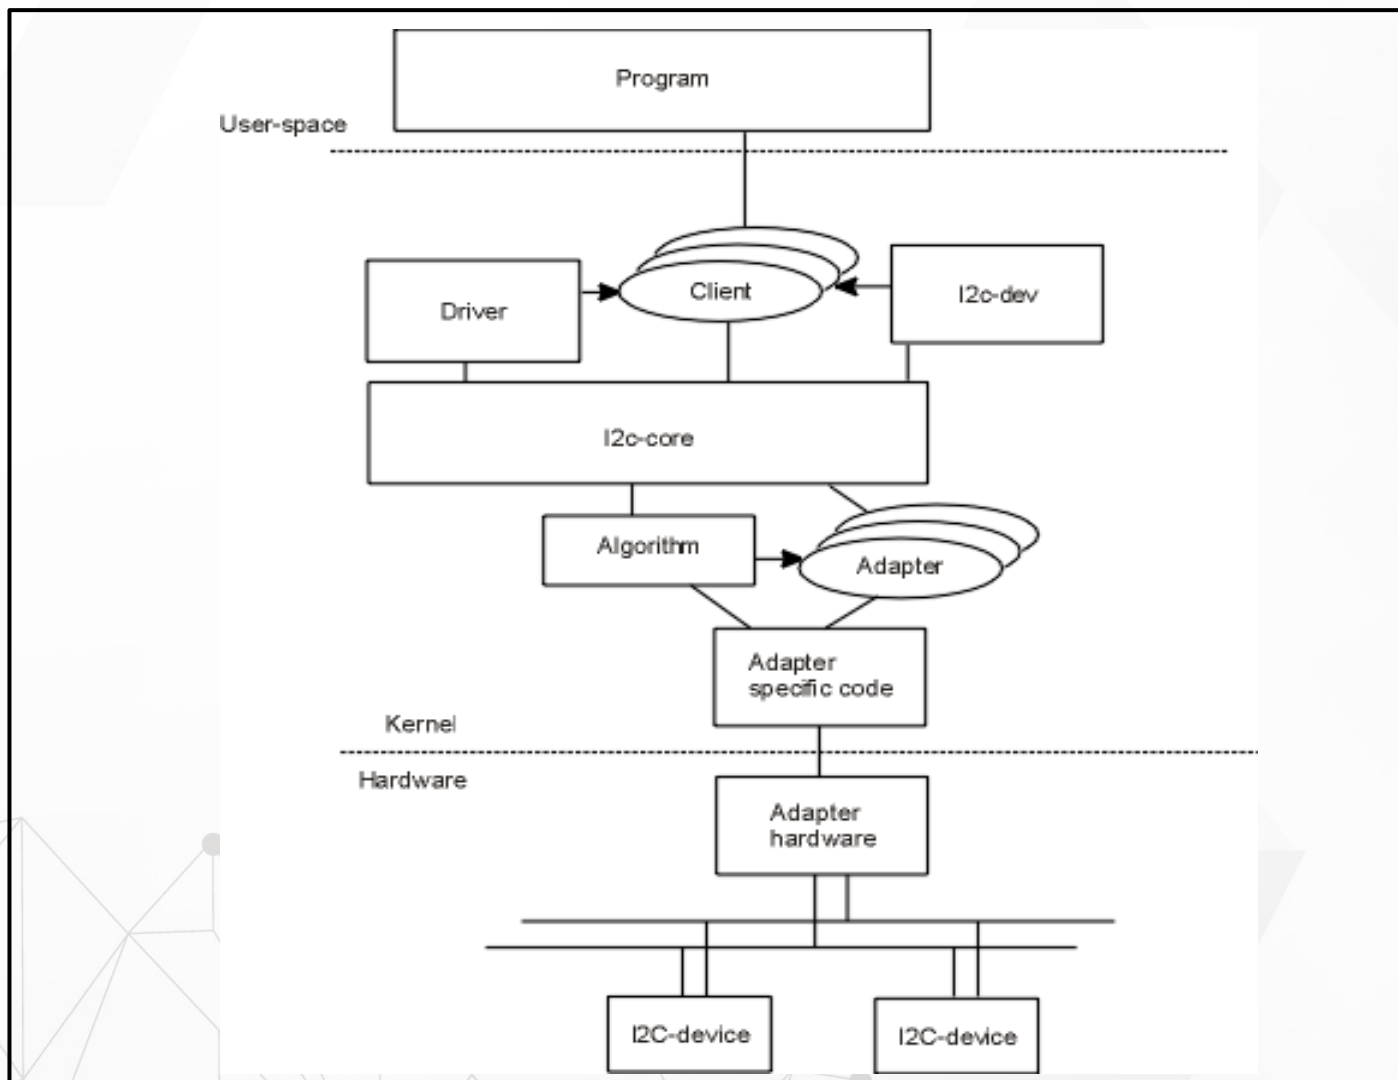 Program
User-space
Client
I2c-dev
Driver
I2c-core
Algorithm
Adapter
Adapter
specific code
Kernel
Hardware
Adapter
hardware
I2C-device
I2C-device